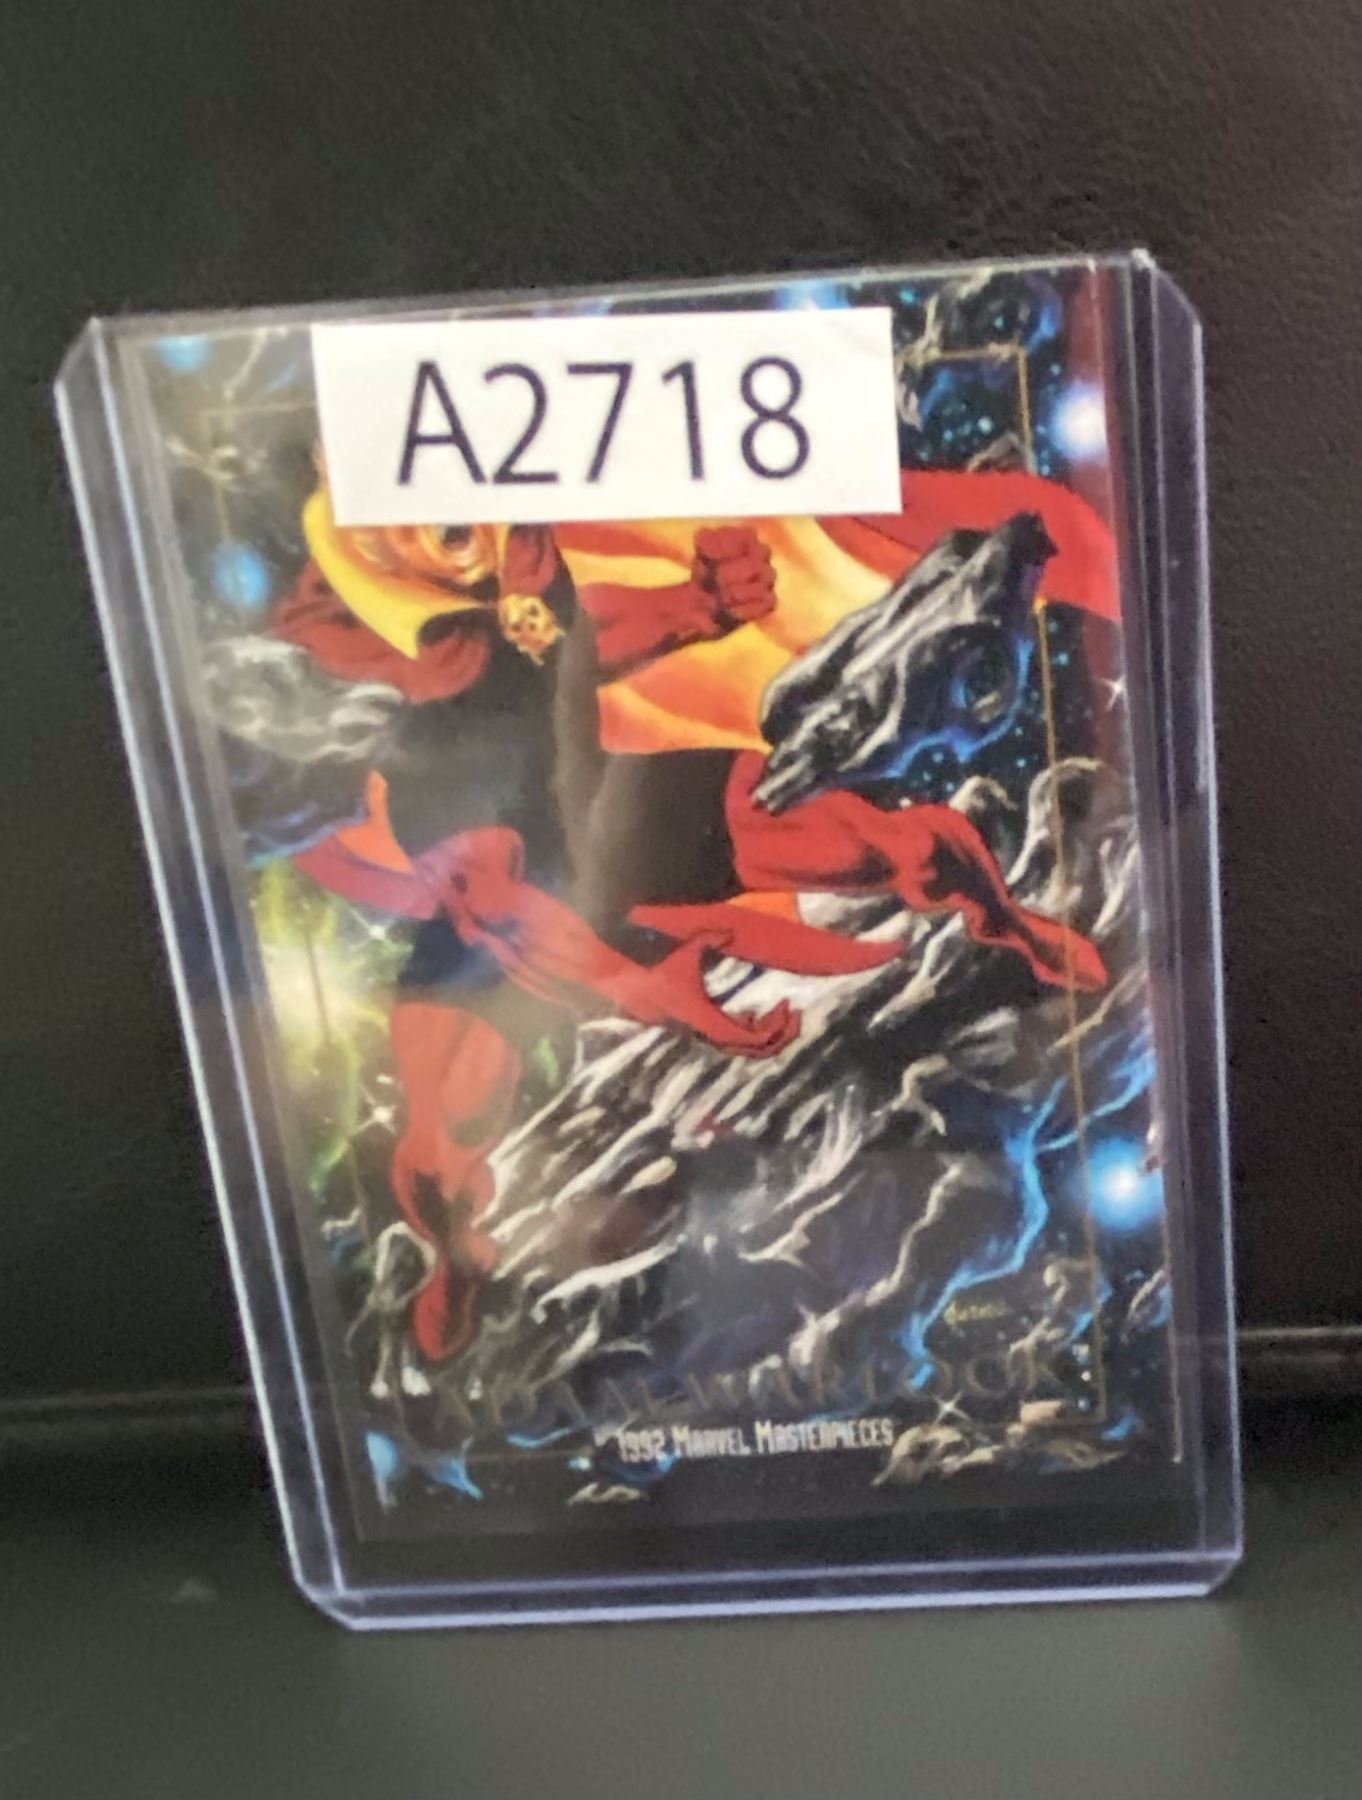 A2718
ADAM WARLOCK
1992 MARVEL MASTERPIECES